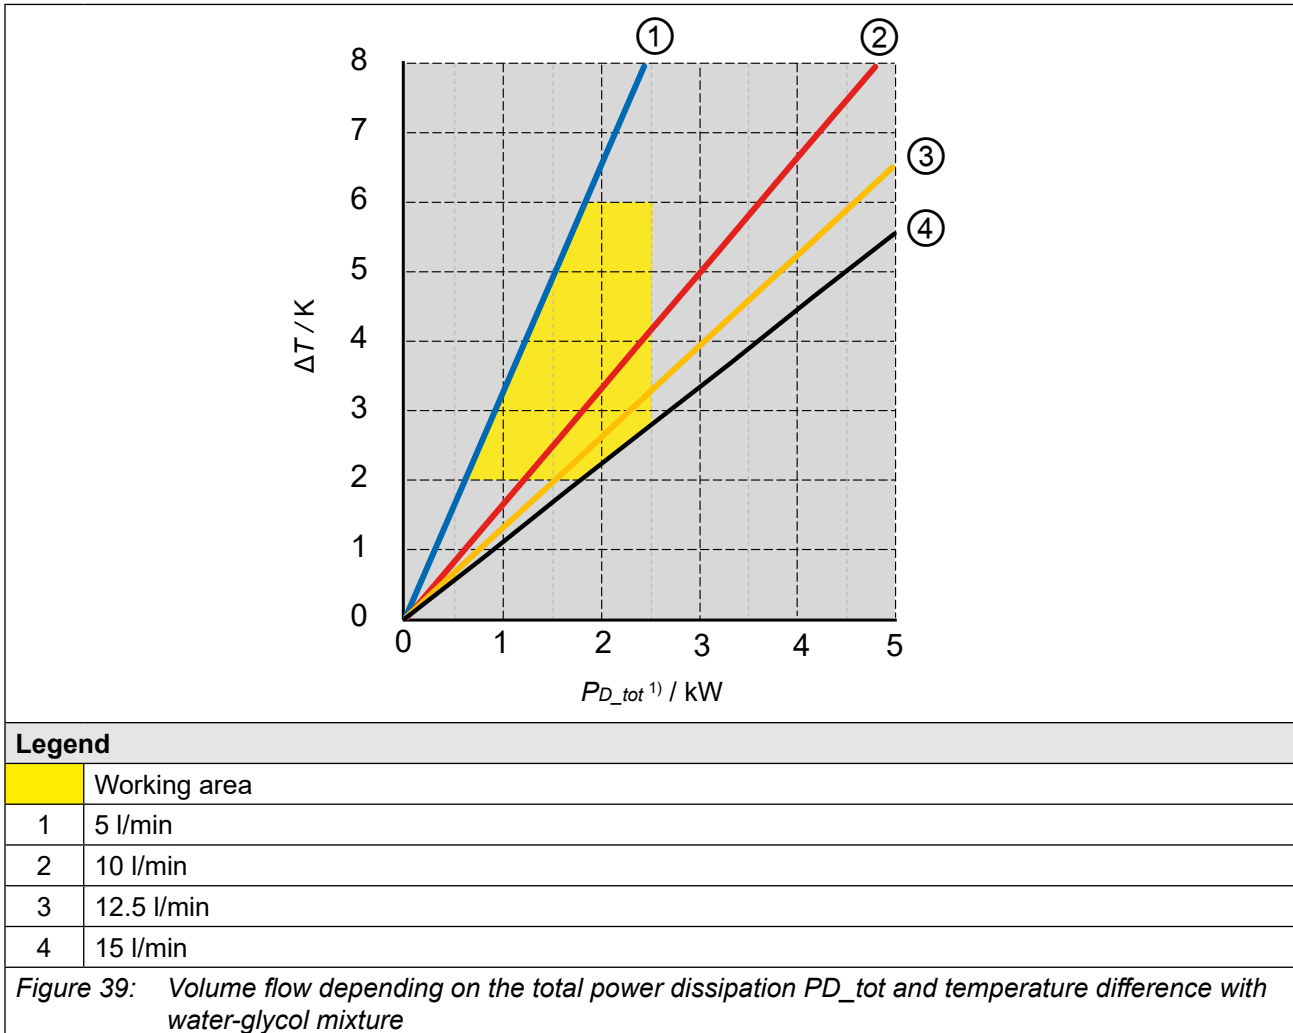 ① ②
8
7
6
5
4
3
2
1
0
③
④
ΔT / K
0 1 2 3 4 5
PD_tot 1) / kW
Legend
Working area
1 5 l/min
2 10 l/min
3 12.5 l/min
4 15 l/min
Figure 39: Volume flow depending on the total power dissipation PD_tot and temperature difference with
water-glycol mixture